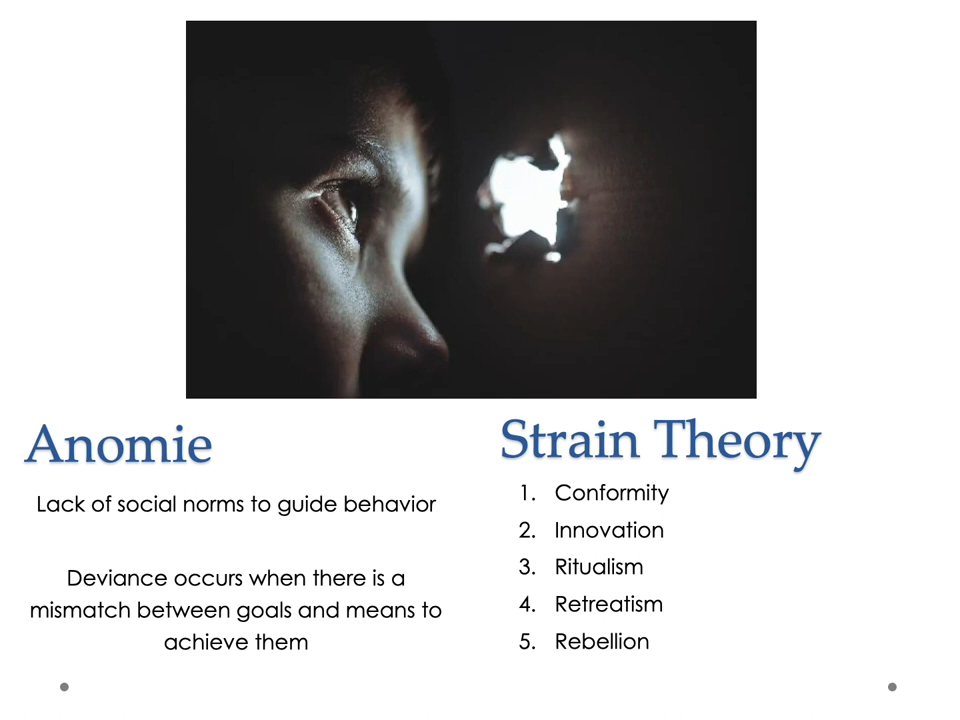 Anomie
Lack of social norms to guide behavior
Deviance occurs when there is a
mismatch between goals and means to
achieve them
Strain Theory
1. Conformity
2. Innovation
3. Ritualism
4. Retreatism
5. Rebellion